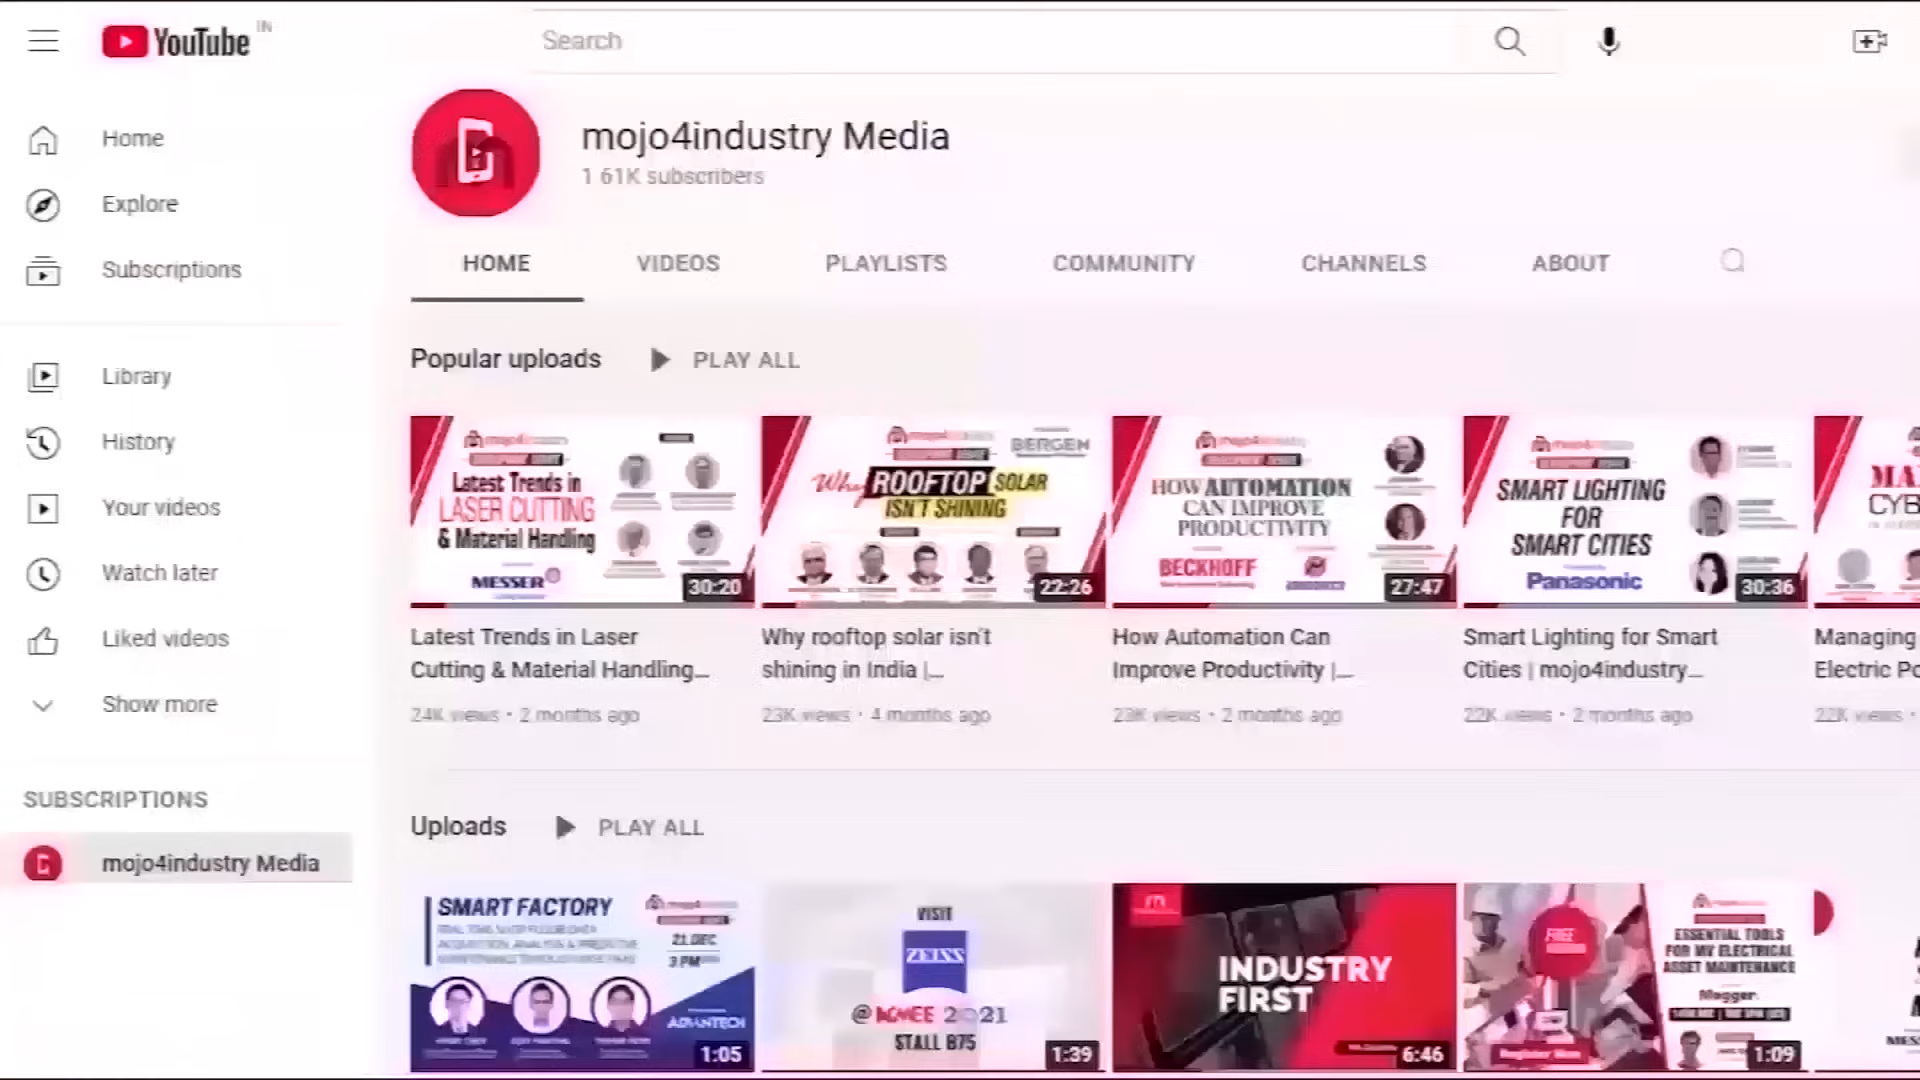 YouTube IN
Search
Home
Explore
Subscriptions
Library
History
Your videos
Watch later
Liked videos
Show more
SUBSCRIPTIONS
mojo4industry Media
mojo4industry Media
1 61K subscribers
HOME VIDEOS PLAYLISTS COMMUNITY CHANNELS ABOUT
Popular uploads PLAY ALL
Latest Trends in
LASER CUTTING
& Material Handling
MESSER
30:20
Latest Trends in Laser
Cutting & Material Handling...
24K views • 2 months ago
BERGEN
Why ROOFTOP SOLAR
ISN'T SHINING
22:26
Why rooftop solar isn't
shining in India |...
23K views • 4 months ago
HOW AUTOMATION
CAN IMPROVE
PRODUCTIVITY
BECKHOFF
27:47
How Automation Can
Improve Productivity |...
23K views • 2 months ago
SMART LIGHTING
FOR
SMART CITIES
Panasonic
30:36
Smart Lighting for Smart
Cities | mojo4industry...
22K views • 2 months ago
Managing
Electric Po
22K views •
Uploads PLAY ALL
SMART FACTORY
21 DEC
3 PM
ADVANTECH
1:05
VISIT
ZEISS
2021
STALL B75
1:39
INDUSTRY
FIRST
6:46
FREE
ESSENTIAL TOOLS
FOR MY ELECTRICAL
ASSET MAINTENANCE
Megger.
Register Now
1:09